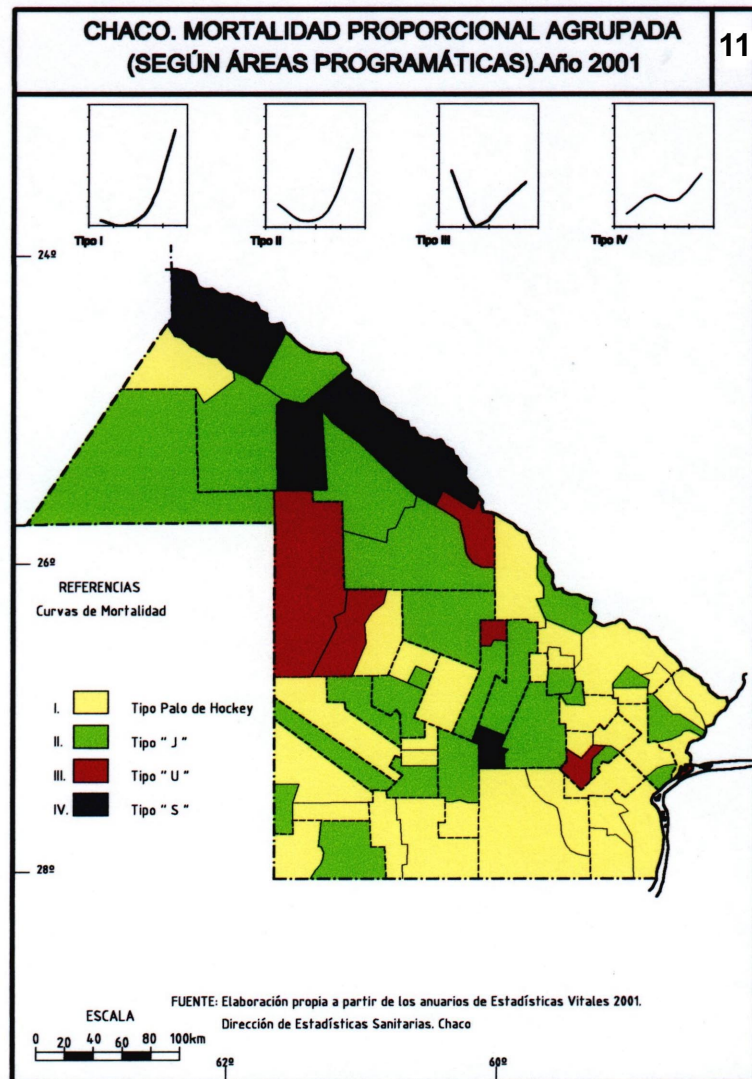 CHACO. MORTALIDAD PROPORCIONAL AGRUPADA
(SEGÚN ÁREAS PROGRAMÁTICAS).Año 2001
11
Tipo I
Tipo II
Tipo III
Tipo IV
24º
26º
REFERENCIAS
Curvas de Mortalidad
I. Tipo Palo de Hockey
II. Tipo " J "
III. Tipo " U "
IV. Tipo " S "
28º
FUENTE: Elaboración propia a partir de los anuarios de Estadísticas Vitales 2001.
Dirección de Estadísticas Sanitarias. Chaco
ESCALA
0 20 40 60 80 100km
62º
60º